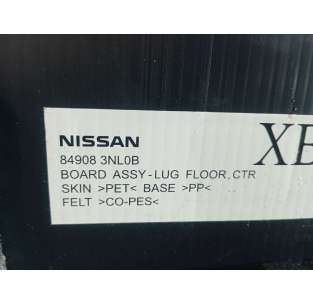 NISSAN
84908 3NL0B
BOARD ASSY-LUG FLOOR,CTR
SKIN >PET< BASE >PP<
FELT >CO-PES<
XE